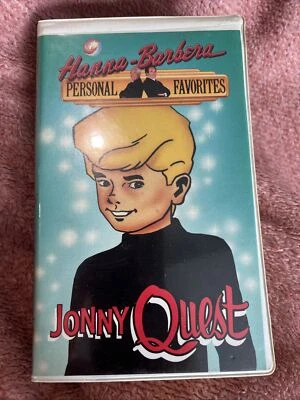 Hanna-Barbera
PERSONAL FAVORITES
JONNY Quest